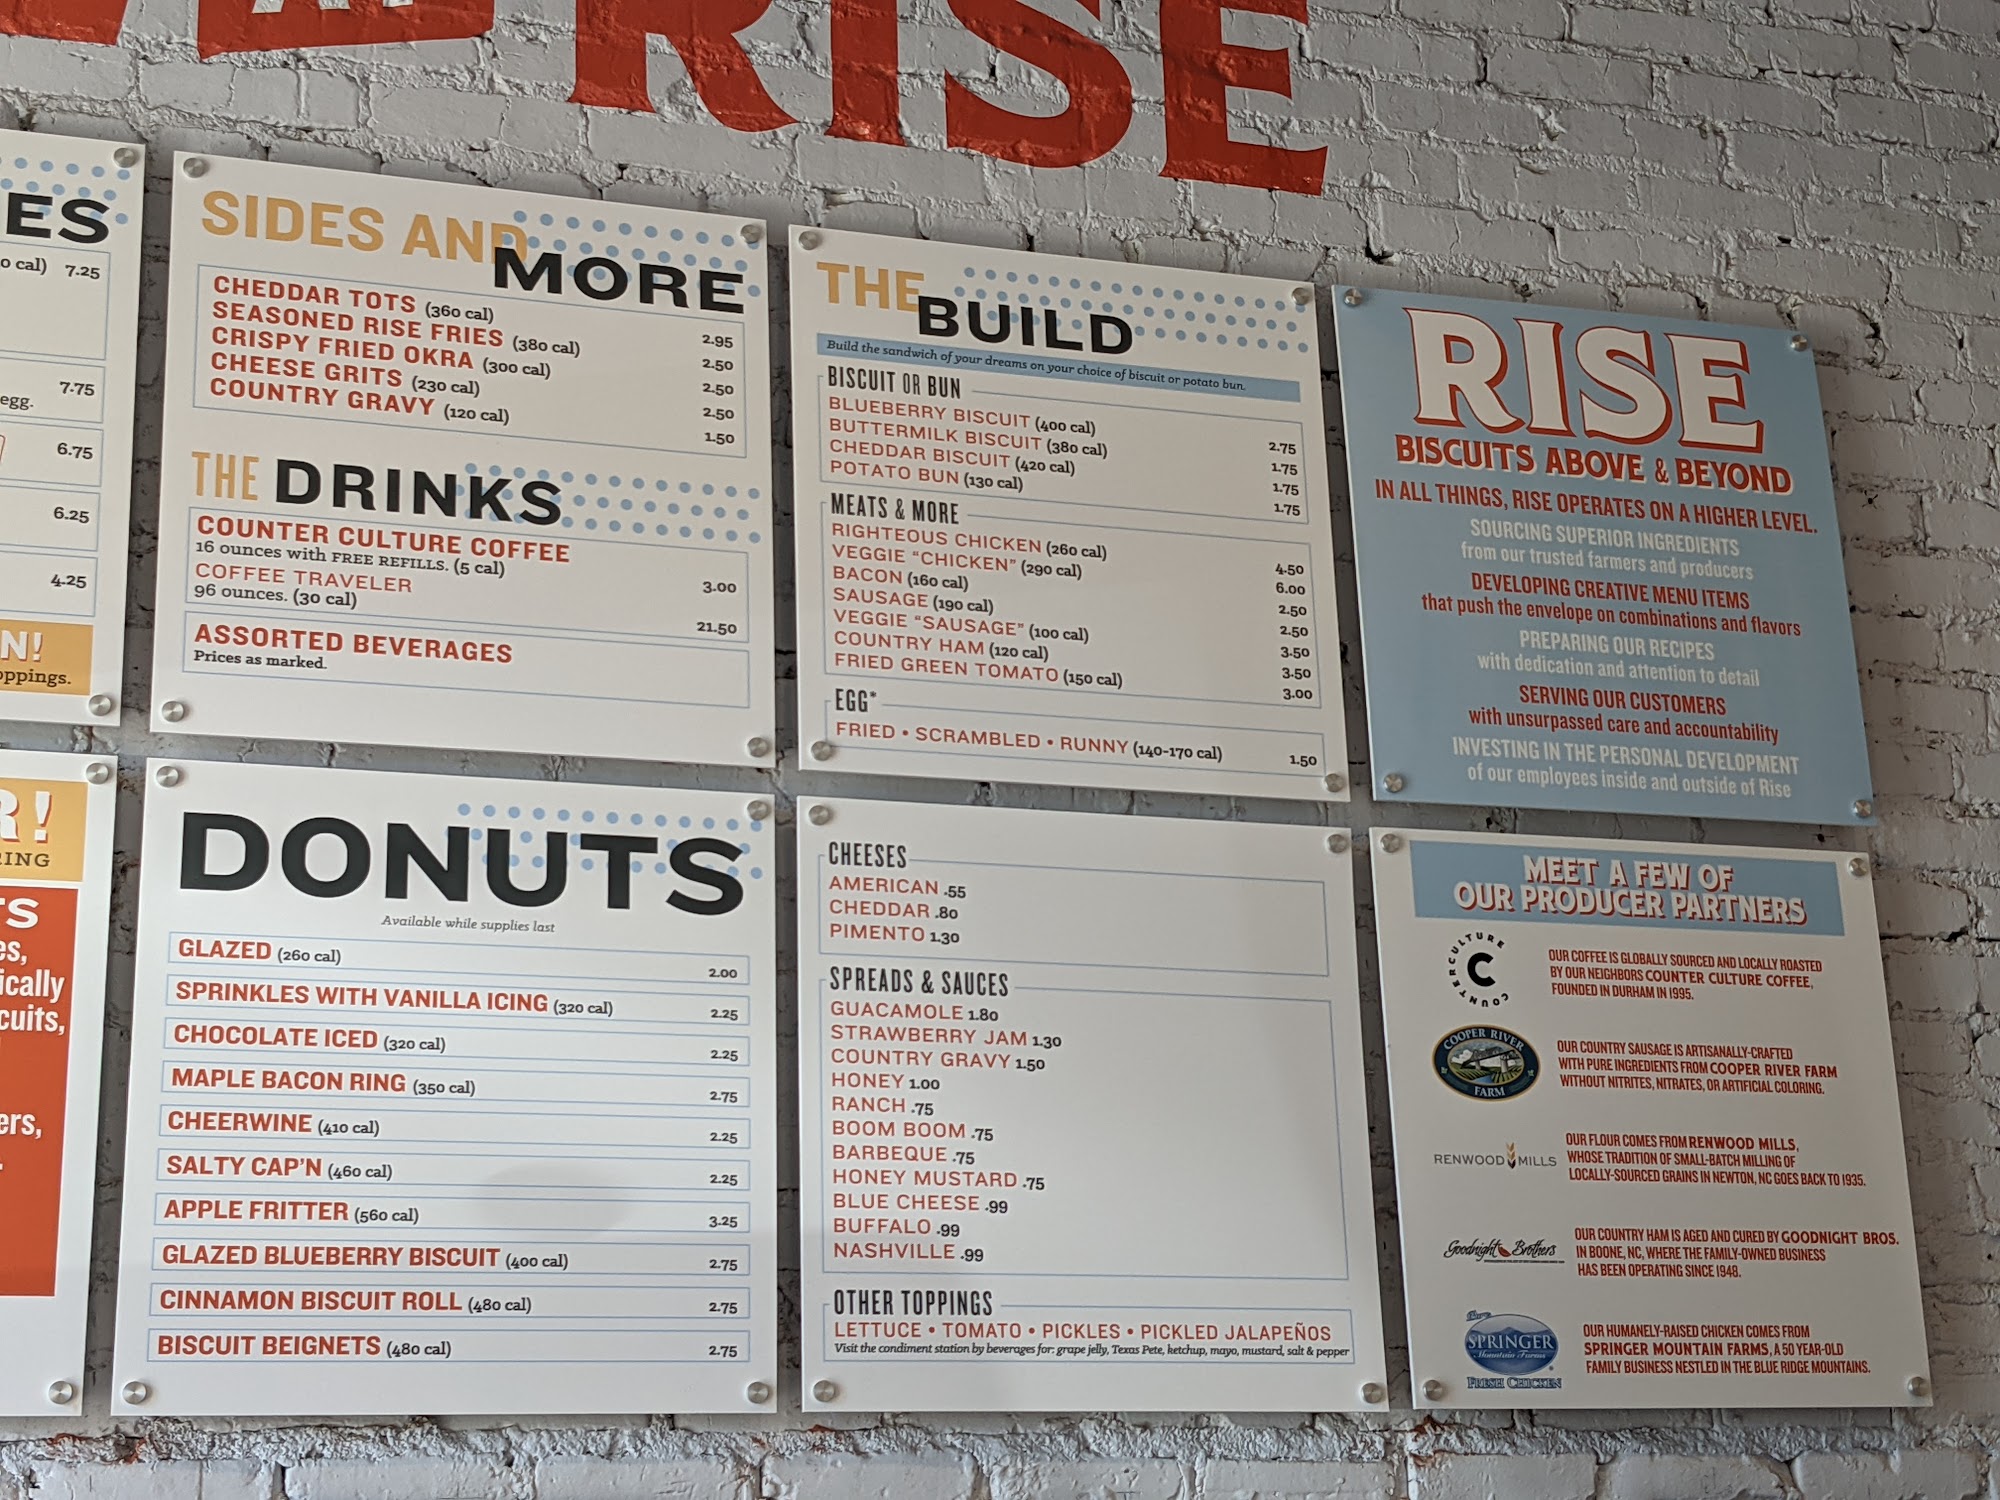 RISE
ES
0 cal) 7.25
7.75
egg.
6.75
6.25
4.25
N!
oppings.
R!
RING
TS
es,
ically
cuits,
ers,
SIDES AND
MORE
CHEDDAR TOTS (360 cal) 2.95
SEASONED RISE FRIES (380 cal) 2.50
CRISPY FRIED OKRA (300 cal) 2.50
CHEESE GRITS (230 cal) 2.50
COUNTRY GRAVY (120 cal) 1.50
THE DRINKS
COUNTER CULTURE COFFEE
16 ounces with FREE REFILLS. (5 cal) 3.00
COFFEE TRAVELER
96 ounces. (30 cal) 21.50
ASSORTED BEVERAGES
Prices as marked.
DONUTS
Available while supplies last
GLAZED (260 cal) 2.00
SPRINKLES WITH VANILLA ICING (320 cal) 2.25
CHOCOLATE ICED (320 cal) 2.25
MAPLE BACON RING (350 cal) 2.75
CHEERWINE (410 cal) 2.25
SALTY CAP'N (460 cal) 2.25
APPLE FRITTER (560 cal) 3.25
GLAZED BLUEBERRY BISCUIT (400 cal) 2.75
CINNAMON BISCUIT ROLL (480 cal) 2.75
BISCUIT BEIGNETS (480 cal) 2.75
THE
BUILD
Build the sandwich of your dreams on your choice of biscuit or potato bun.
BISCUIT OR BUN
BLUEBERRY BISCUIT (400 cal) 2.75
BUTTERMILK BISCUIT (380 cal) 1.75
CHEDDAR BISCUIT (420 cal) 1.75
POTATO BUN (130 cal) 1.75
MEATS & MORE
RIGHTEOUS CHICKEN (260 cal) 4.50
VEGGIE "CHICKEN" (290 cal) 6.00
BACON (160 cal) 2.50
SAUSAGE (190 cal) 2.50
VEGGIE "SAUSAGE" (100 cal) 3.50
COUNTRY HAM (120 cal) 3.50
FRIED GREEN TOMATO (150 cal) 3.00
EGG*
FRIED • SCRAMBLED • RUNNY (140-170 cal) 1.50
CHEESES
AMERICAN .55
CHEDDAR .80
PIMENTO 1.30
SPREADS & SAUCES
GUACAMOLE 1.80
STRAWBERRY JAM 1.30
COUNTRY GRAVY 1.50
HONEY 1.00
RANCH .75
BOOM BOOM .75
BARBEQUE .75
HONEY MUSTARD .75
BLUE CHEESE .99
BUFFALO .99
NASHVILLE .99
OTHER TOPPINGS
LETTUCE • TOMATO • PICKLES • PICKLED JALAPEÑOS
Visit the condiment station by beverages for: grape jelly, Texas Pete, ketchup, mayo, mustard, salt & pepper
RISE
BISCUITS ABOVE & BEYOND
IN ALL THINGS, RISE OPERATES ON A HIGHER LEVEL.
SOURCING SUPERIOR INGREDIENTS
from our trusted farmers and producers
DEVELOPING CREATIVE MENU ITEMS
that push the envelope on combinations and flavors
PREPARING OUR RECIPES
with dedication and attention to detail
SERVING OUR CUSTOMERS
with unsurpassed care and accountability
INVESTING IN THE PERSONAL DEVELOPMENT
of our employees inside and outside of Rise
MEET A FEW OF
OUR PRODUCER PARTNERS
COUNTER CULTURE
C
OUR COFFEE IS GLOBALLY SOURCED AND LOCALLY ROASTED
BY OUR NEIGHBORS COUNTER CULTURE COFFEE,
FOUNDED IN DURHAM IN 1995.
COOPER RIVER
FARM
OUR COUNTRY SAUSAGE IS ARTISANALLY-CRAFTED
WITH PURE INGREDIENTS FROM COOPER RIVER FARM
WITHOUT NITRITES, NITRATES, OR ARTIFICIAL COLORING.
RENWOOD MILLS
OUR FLOUR COMES FROM RENWOOD MILLS,
WHOSE TRADITION OF SMALL-BATCH MILLING OF
LOCALLY-SOURCED GRAINS IN NEWTON, NC GOES BACK TO 1935.
Goodnight Brothers
OUR COUNTRY HAM IS AGED AND CURED BY GOODNIGHT BROS.
IN BOONE, NC, WHERE THE FAMILY-OWNED BUSINESS
HAS BEEN OPERATING SINCE 1948.
SPRINGER
Mountain Farms
FRESH CHICKEN
OUR HUMANELY-RAISED CHICKEN COMES FROM
SPRINGER MOUNTAIN FARMS, A 50 YEAR-OLD
FAMILY BUSINESS NESTLED IN THE BLUE RIDGE MOUNTAINS.